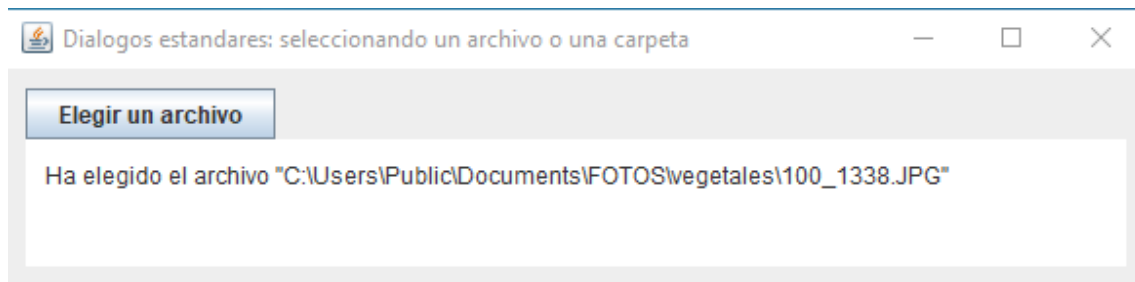 Dialogos estandares: seleccionando un archivo o una carpeta
Elegir un archivo
Ha elegido el archivo "C:\Users\Public\Documents\FOTOS\vegetales\100_1338.JPG"